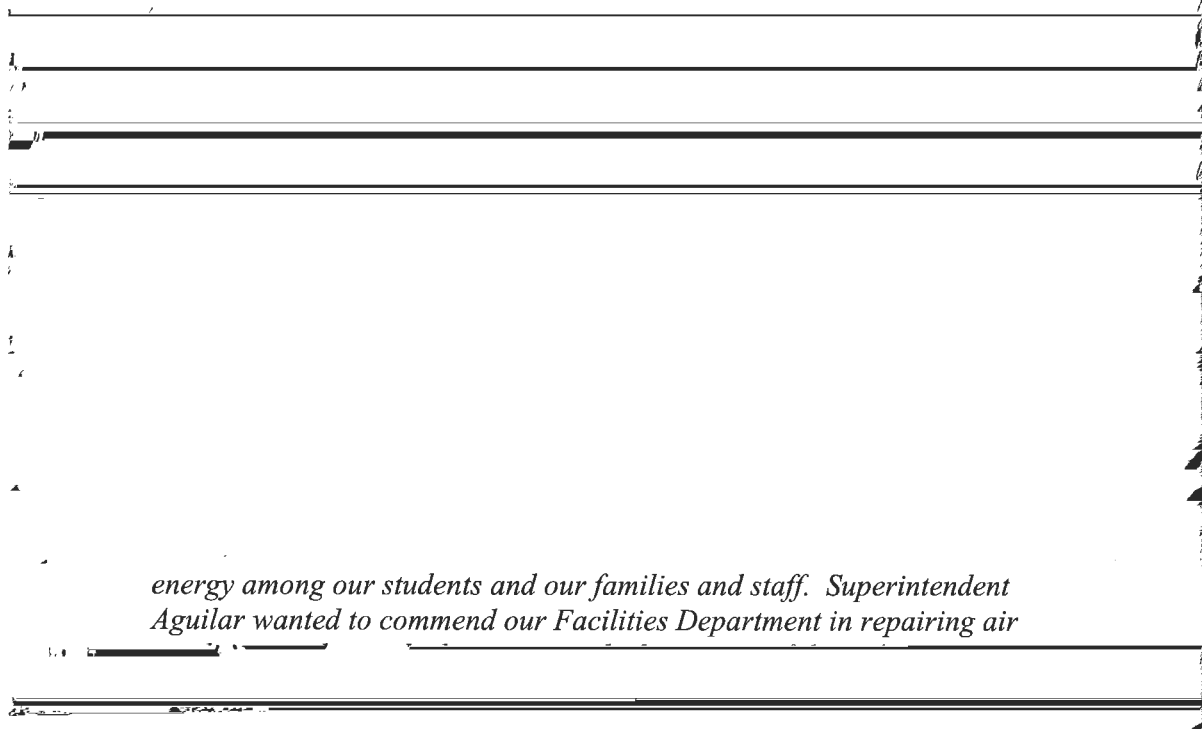 energy among our students and our families and staff. Superintendent
Aguilar wanted to commend our Facilities Department in repairing air